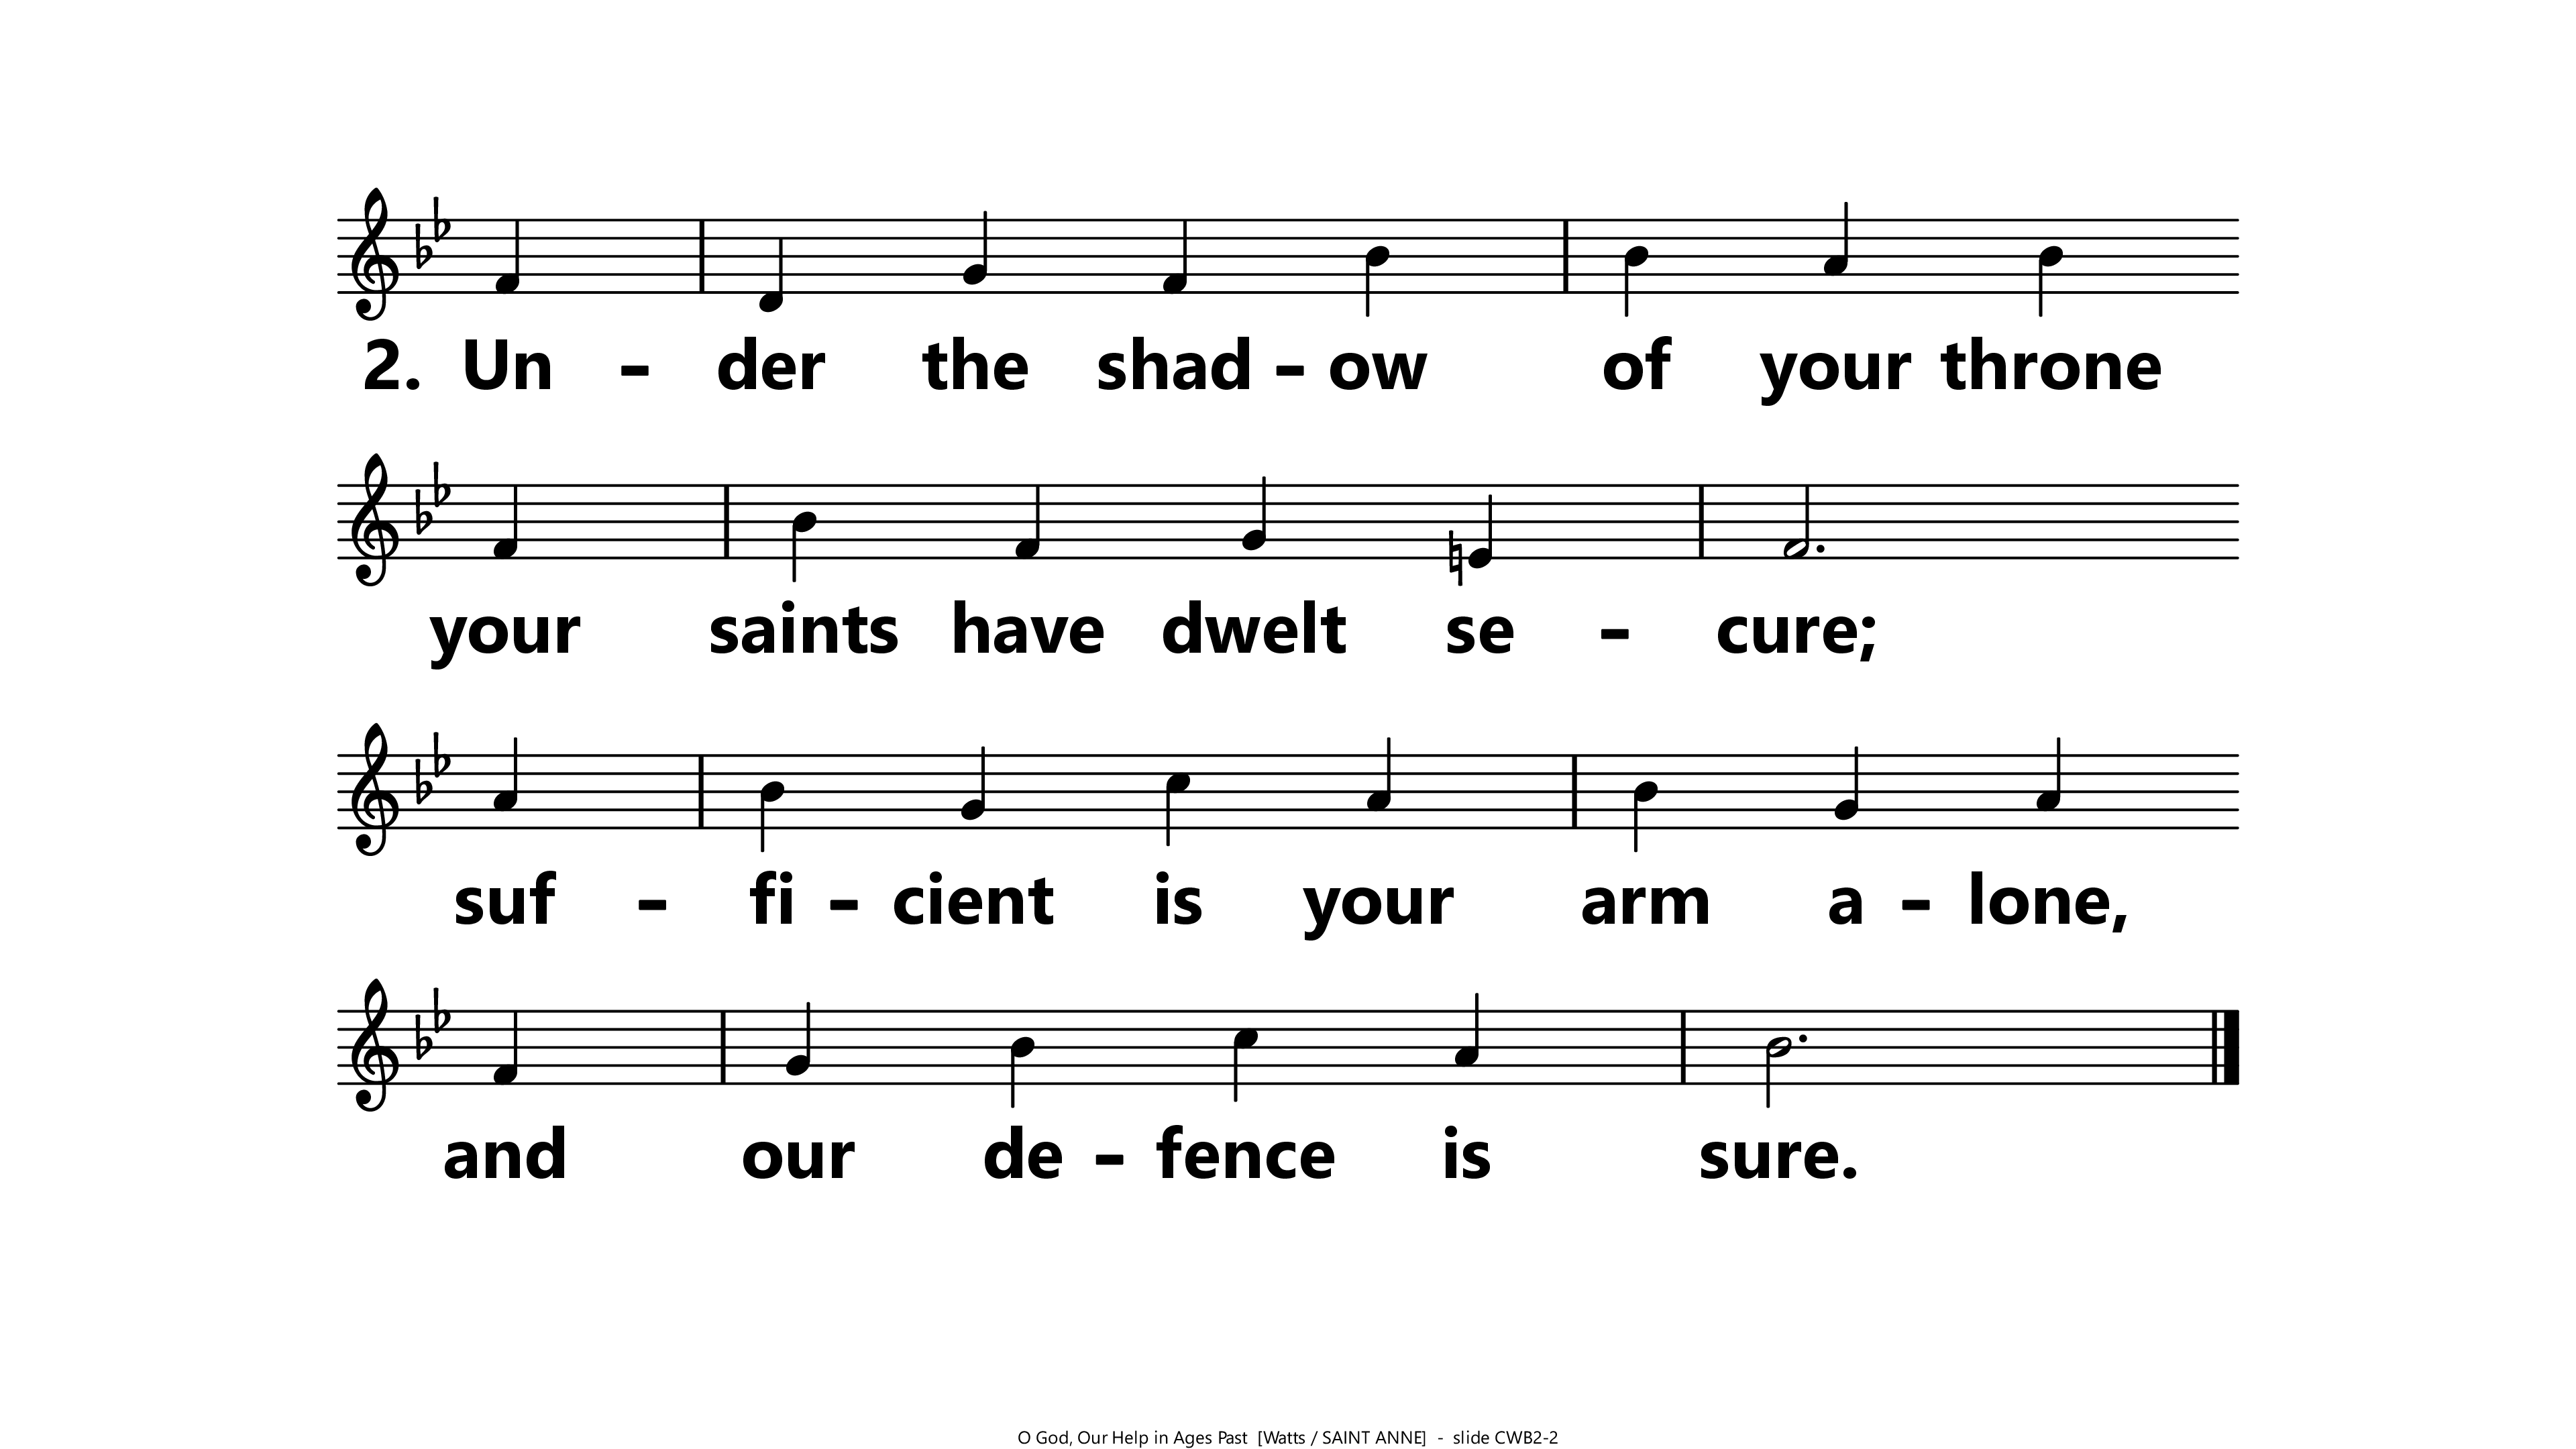 2. Un - der the shad - ow of your throne
your saints have dwelt se - cure;
suf - fi - cient is your arm a - lone,
and our de - fence is sure.
O God, Our Help in Ages Past [Watts / SAINT ANNE] - slide CWB2-2